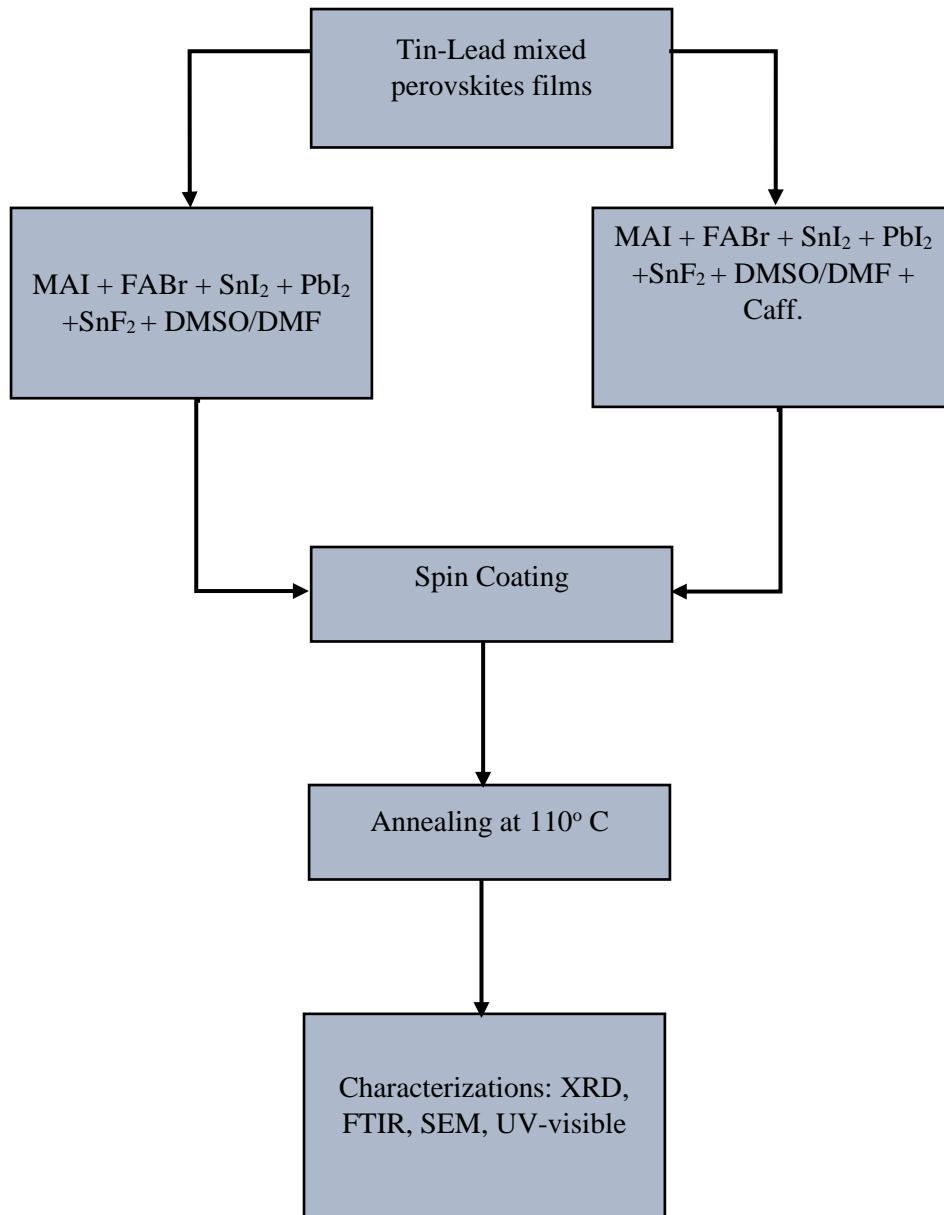 Tin-Lead mixed
perovskites films
MAI + FABr + SnI₂ + PbI₂
+SnF₂ + DMSO/DMF
MAI + FABr + SnI₂ + PbI₂
+SnF₂ + DMSO/DMF +
Caff.
Spin Coating
Annealing at 110ᵒ C
Characterizations: XRD,
FTIR, SEM, UV-visible